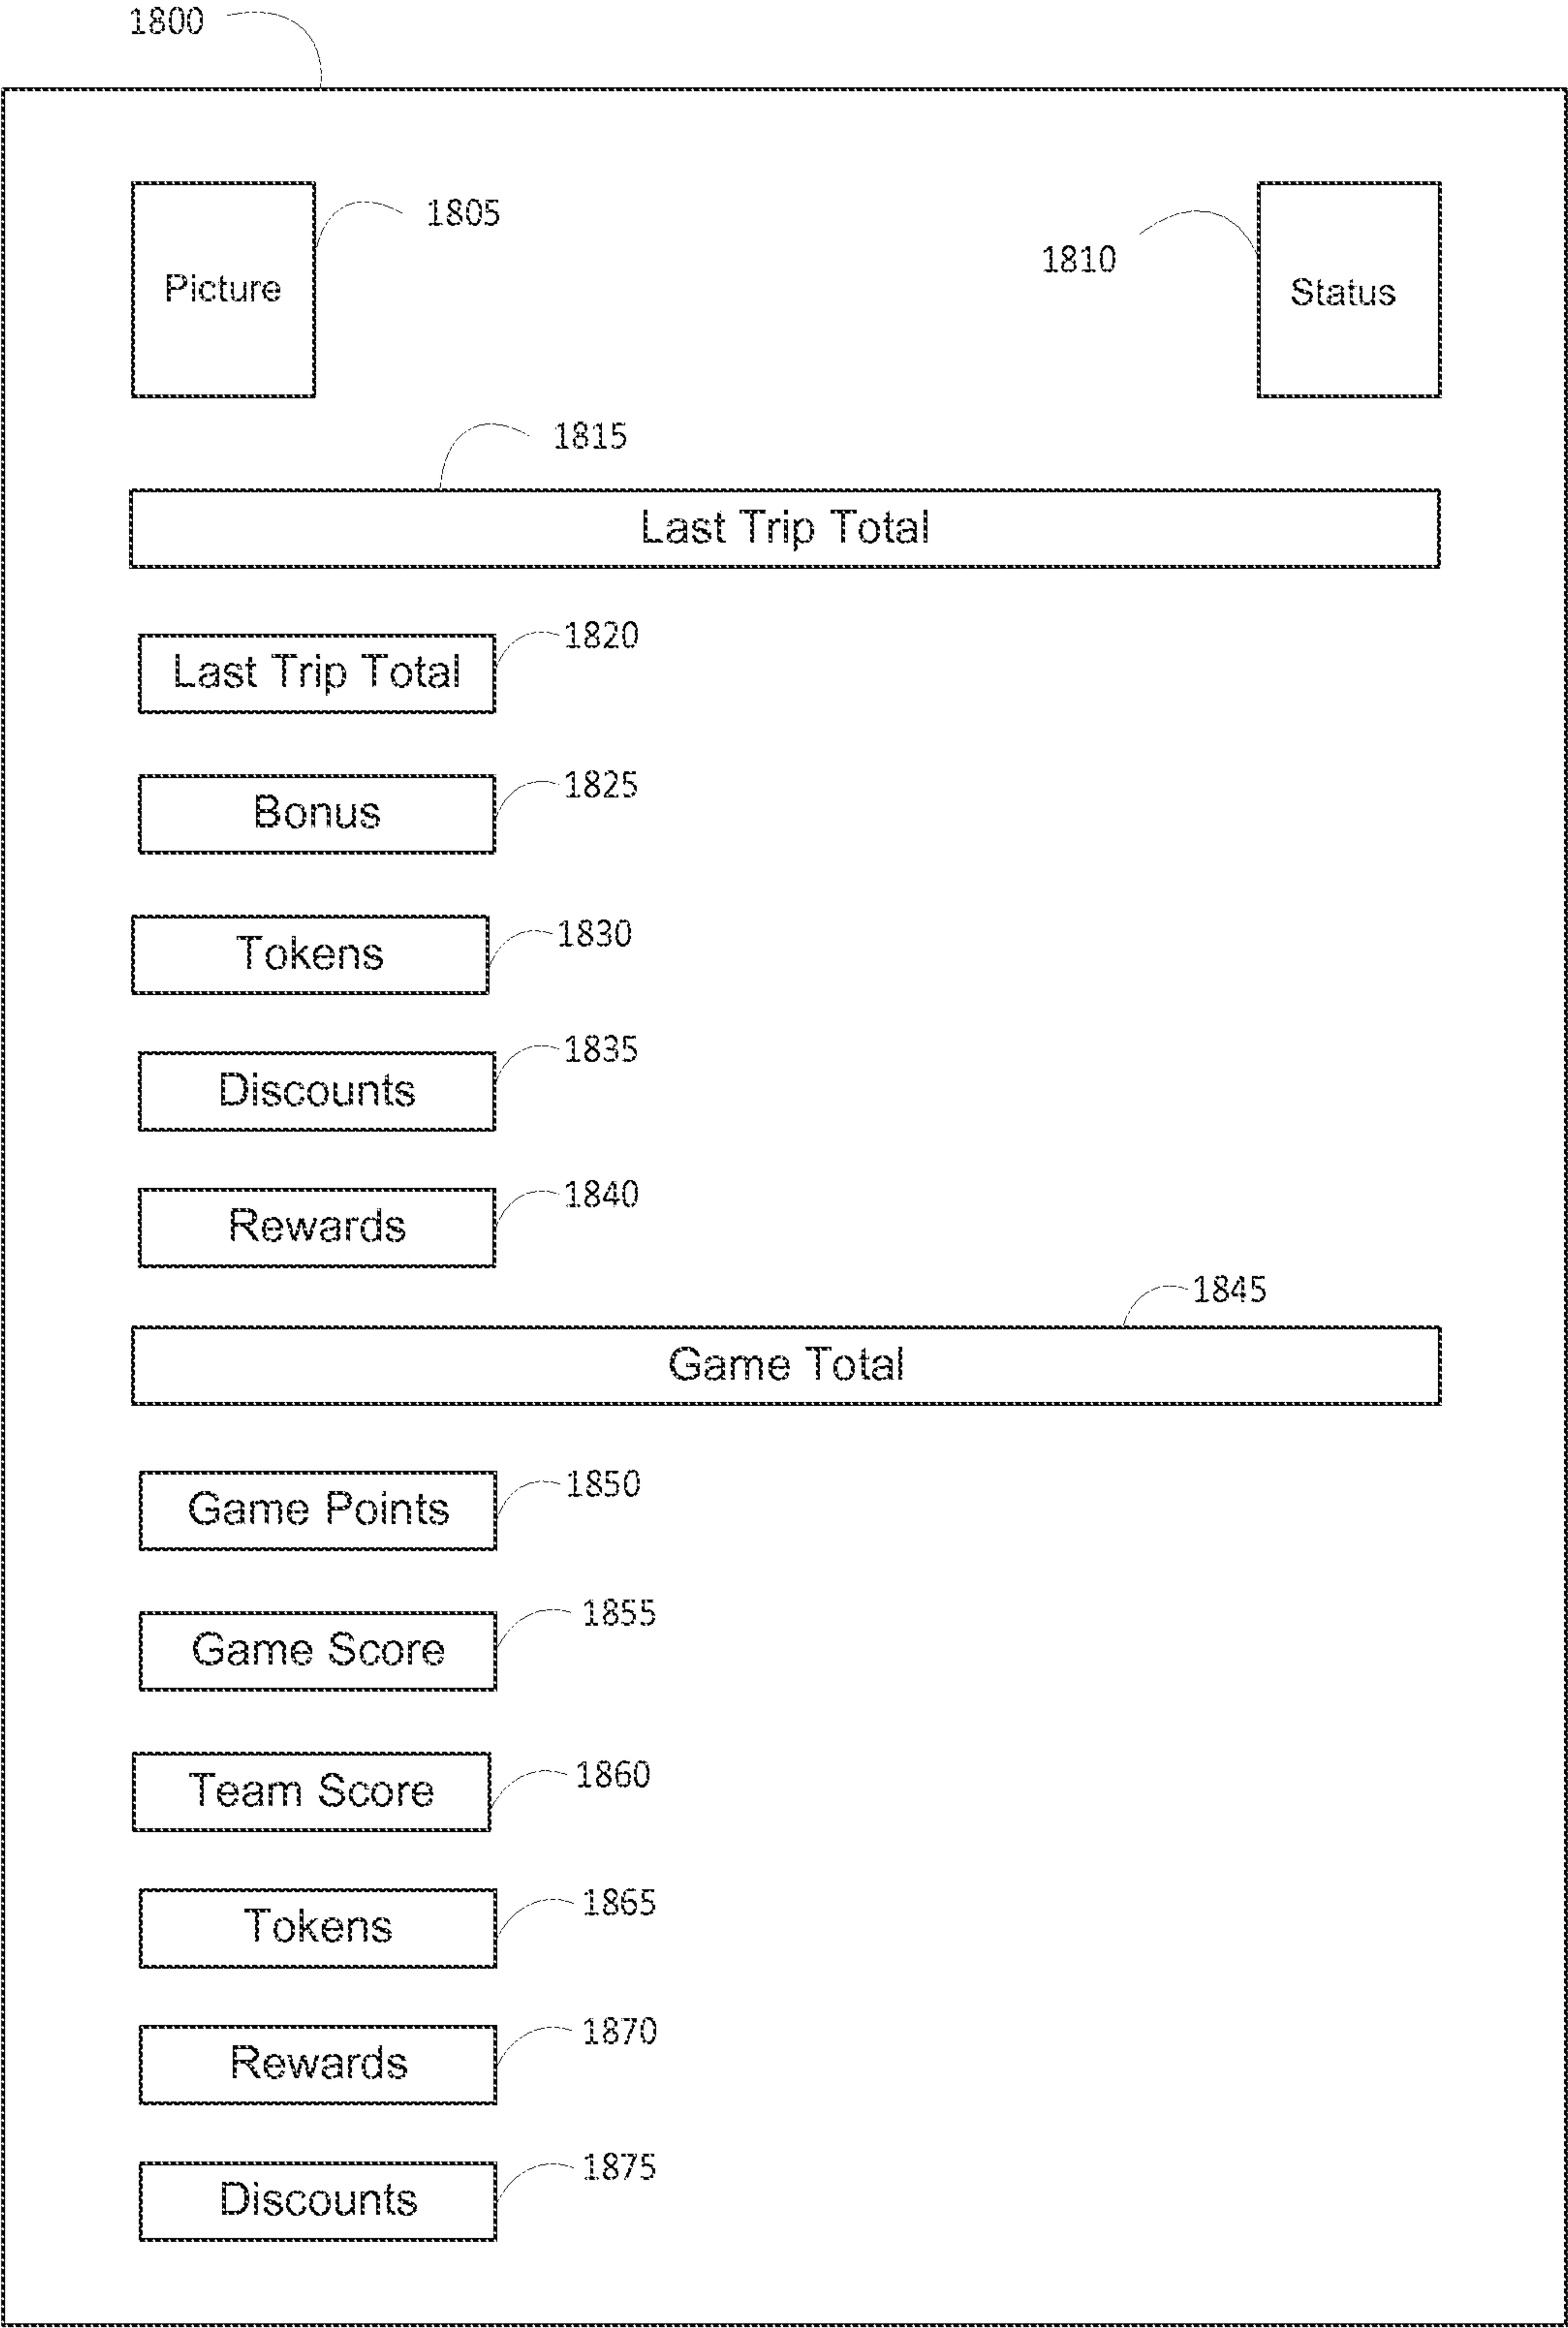 1800
1805
Picture
1810
Status
1815
Last Trip Total
1820
Last Trip Total
1825
Bonus
1830
Tokens
1835
Discounts
1840
Rewards
1845
Game Total
1850
Game Points
1855
Game Score
1860
Team Score
1865
Tokens
1870
Rewards
1875
Discounts